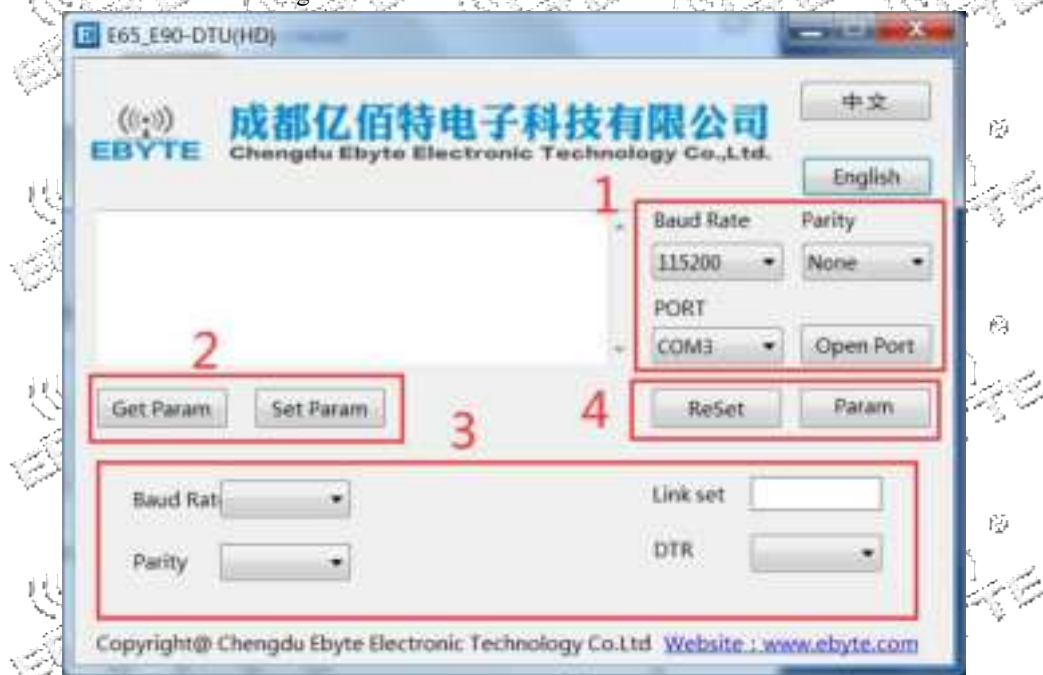 E65_E90-DTU(HD)
EBYTE
成都亿佰特电子科技有限公司
Chengdu Ebyte Electronic Technology Co.,Ltd.
中文
English
1
Baud Rate Parity
115200 None
PORT
COM3 Open Port
2
Get Param Set Param
3
4
ReSet Param
Baud Rat
Link set
Parity
DTR
Copyright@ Chengdu Ebyte Electronic Technology Co.Ltd Website : www.ebyte.com